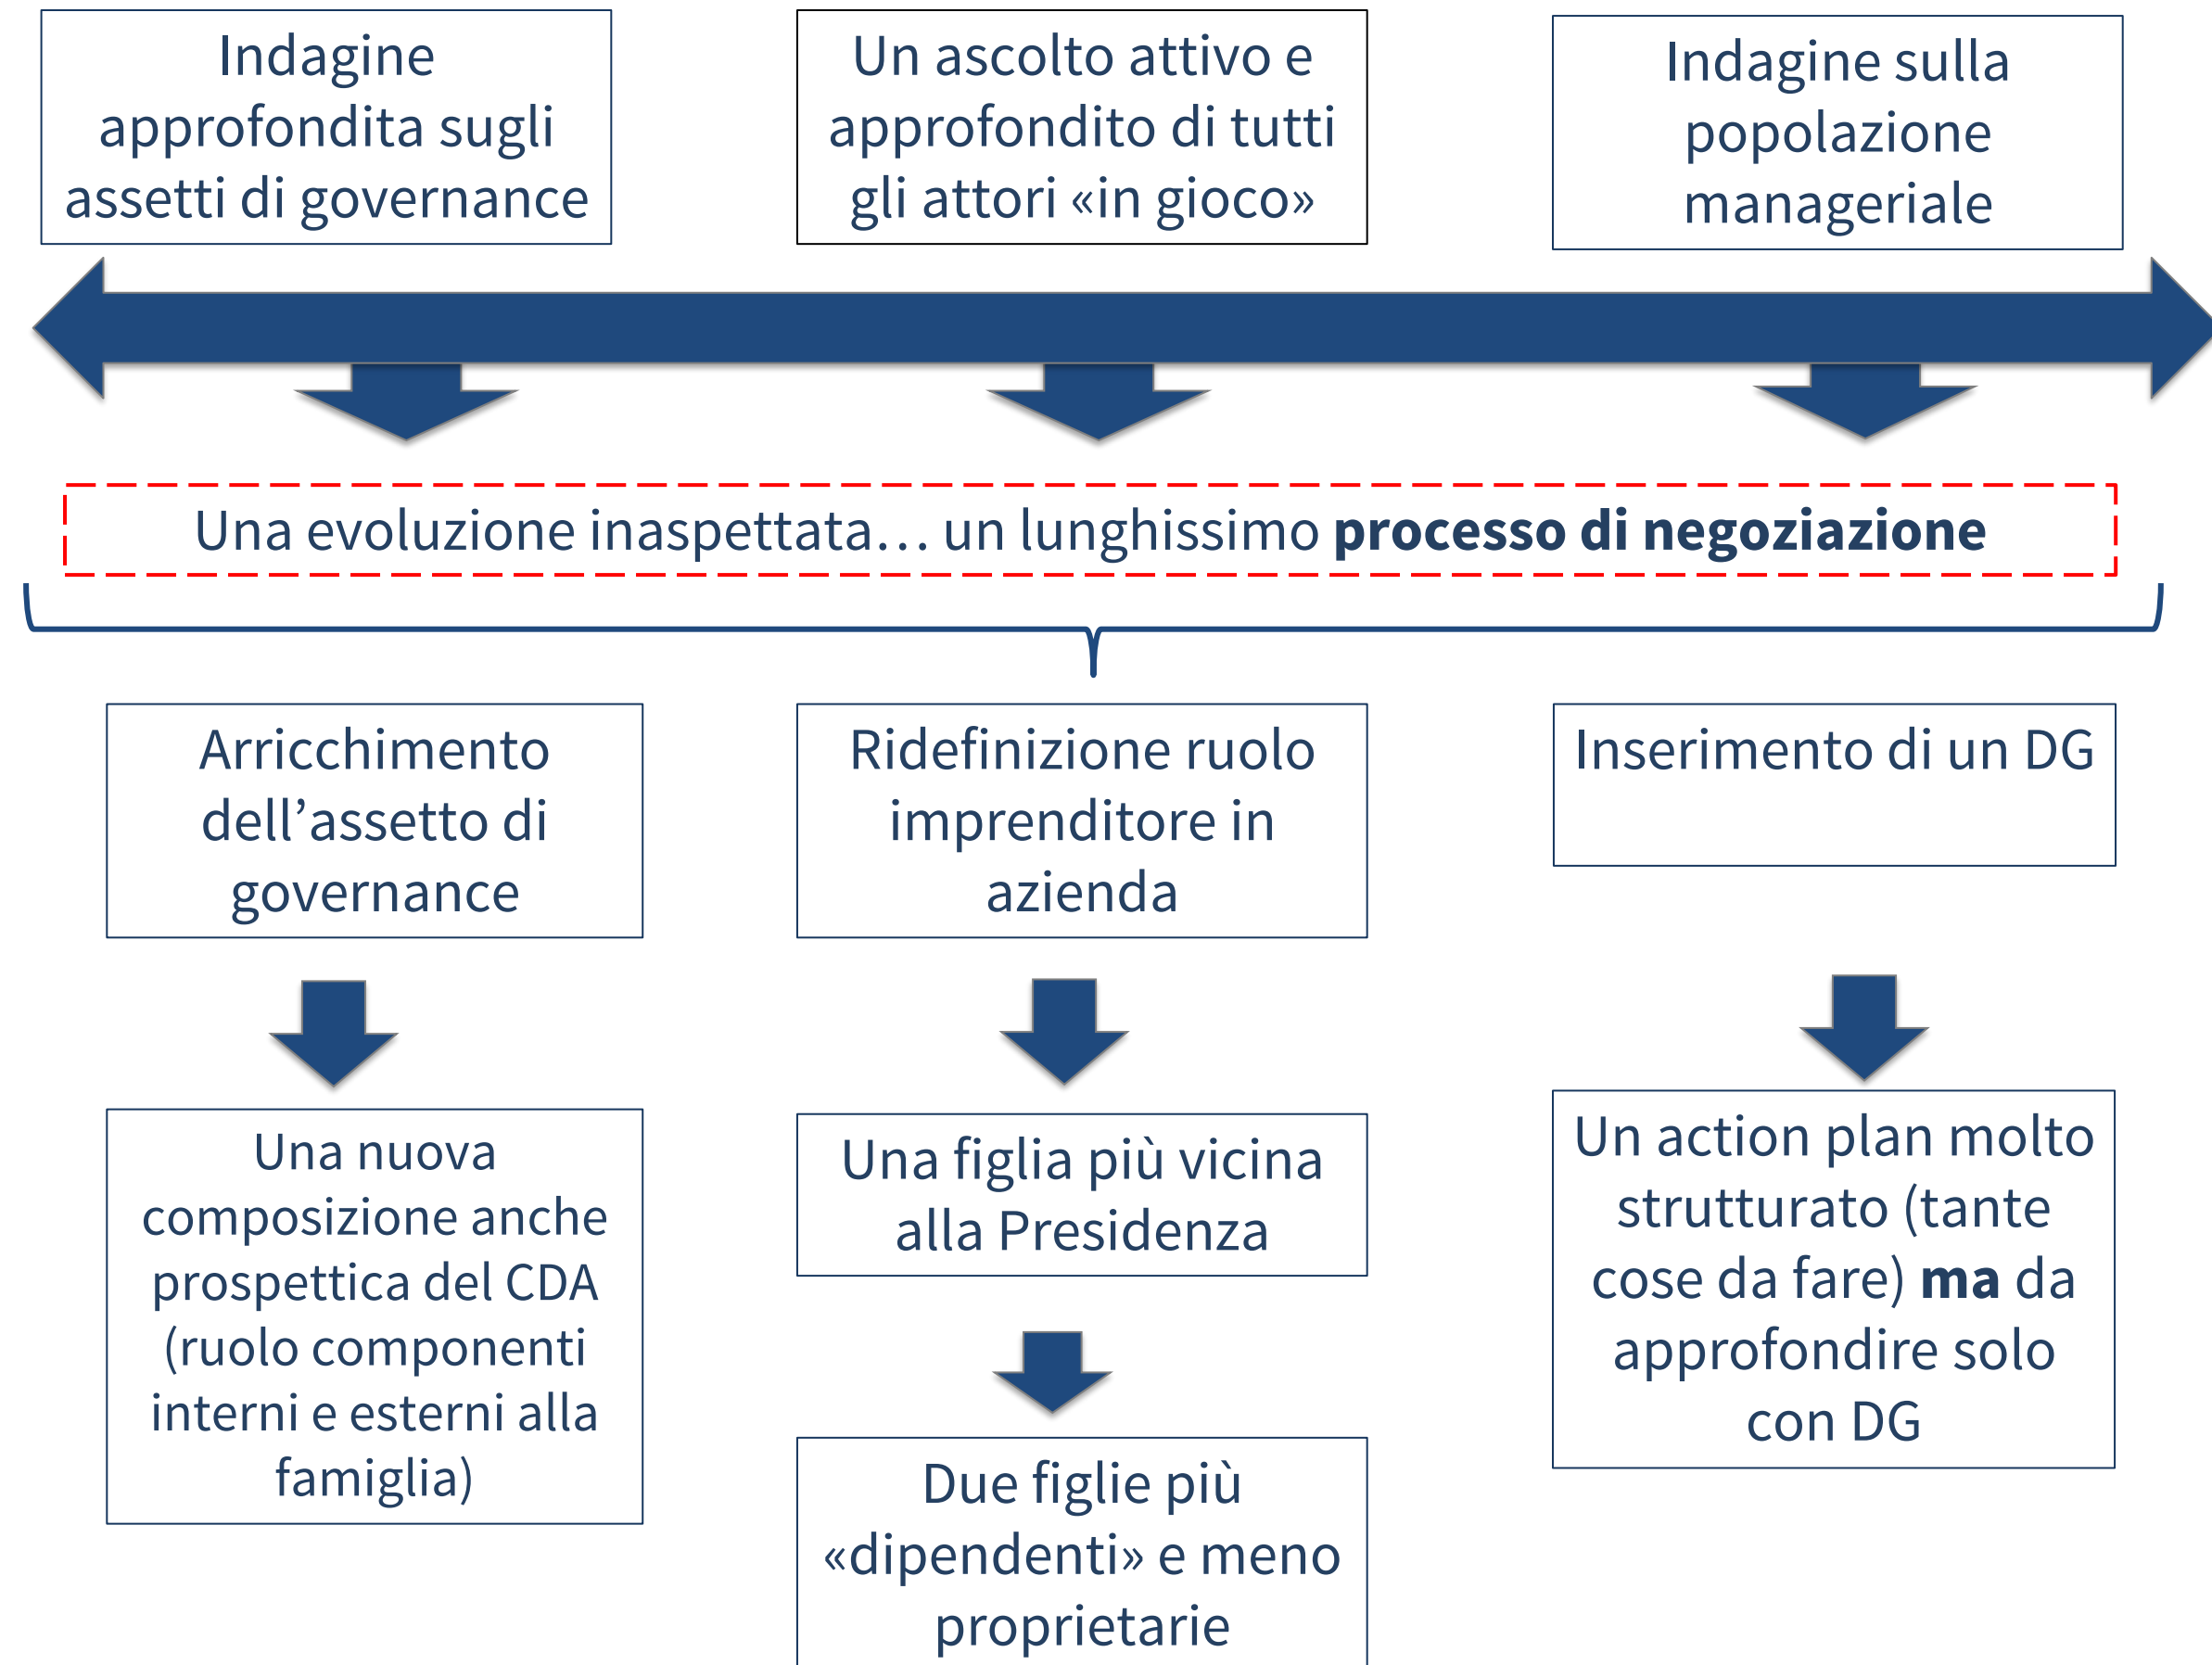 Indagine
approfondita sugli
assetti di governance
Un ascolto attivo e
approfondito di tutti
gli attori «in gioco»
Indagine sulla
popolazione
manageriale
Una evoluzione inaspettata… un lunghissimo processo di negoziazione
Arricchimento
dell’assetto di
governance
Ridefinizione ruolo
imprenditore in
azienda
Inserimento di un DG
Una nuova
composizione anche
prospettica del CDA
(ruolo componenti
interni e esterni alla
famiglia)
Una figlia più vicina
alla Presidenza
Due figlie più
«dipendenti» e meno
proprietarie
Un action plan molto
strutturato (tante
cose da fare) ma da
approfondire solo
con DG